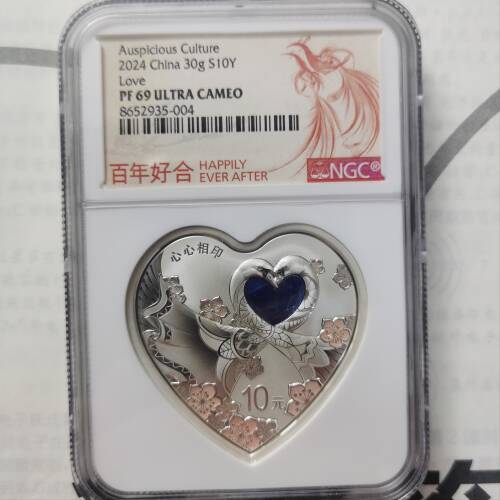 Auspicious Culture
2024 China 30g S10Y
Love
PF 69 ULTRA CAMEO
8652935-004
百年好合 HAPPILY
EVER AFTER
NGC®
心心相印
10元